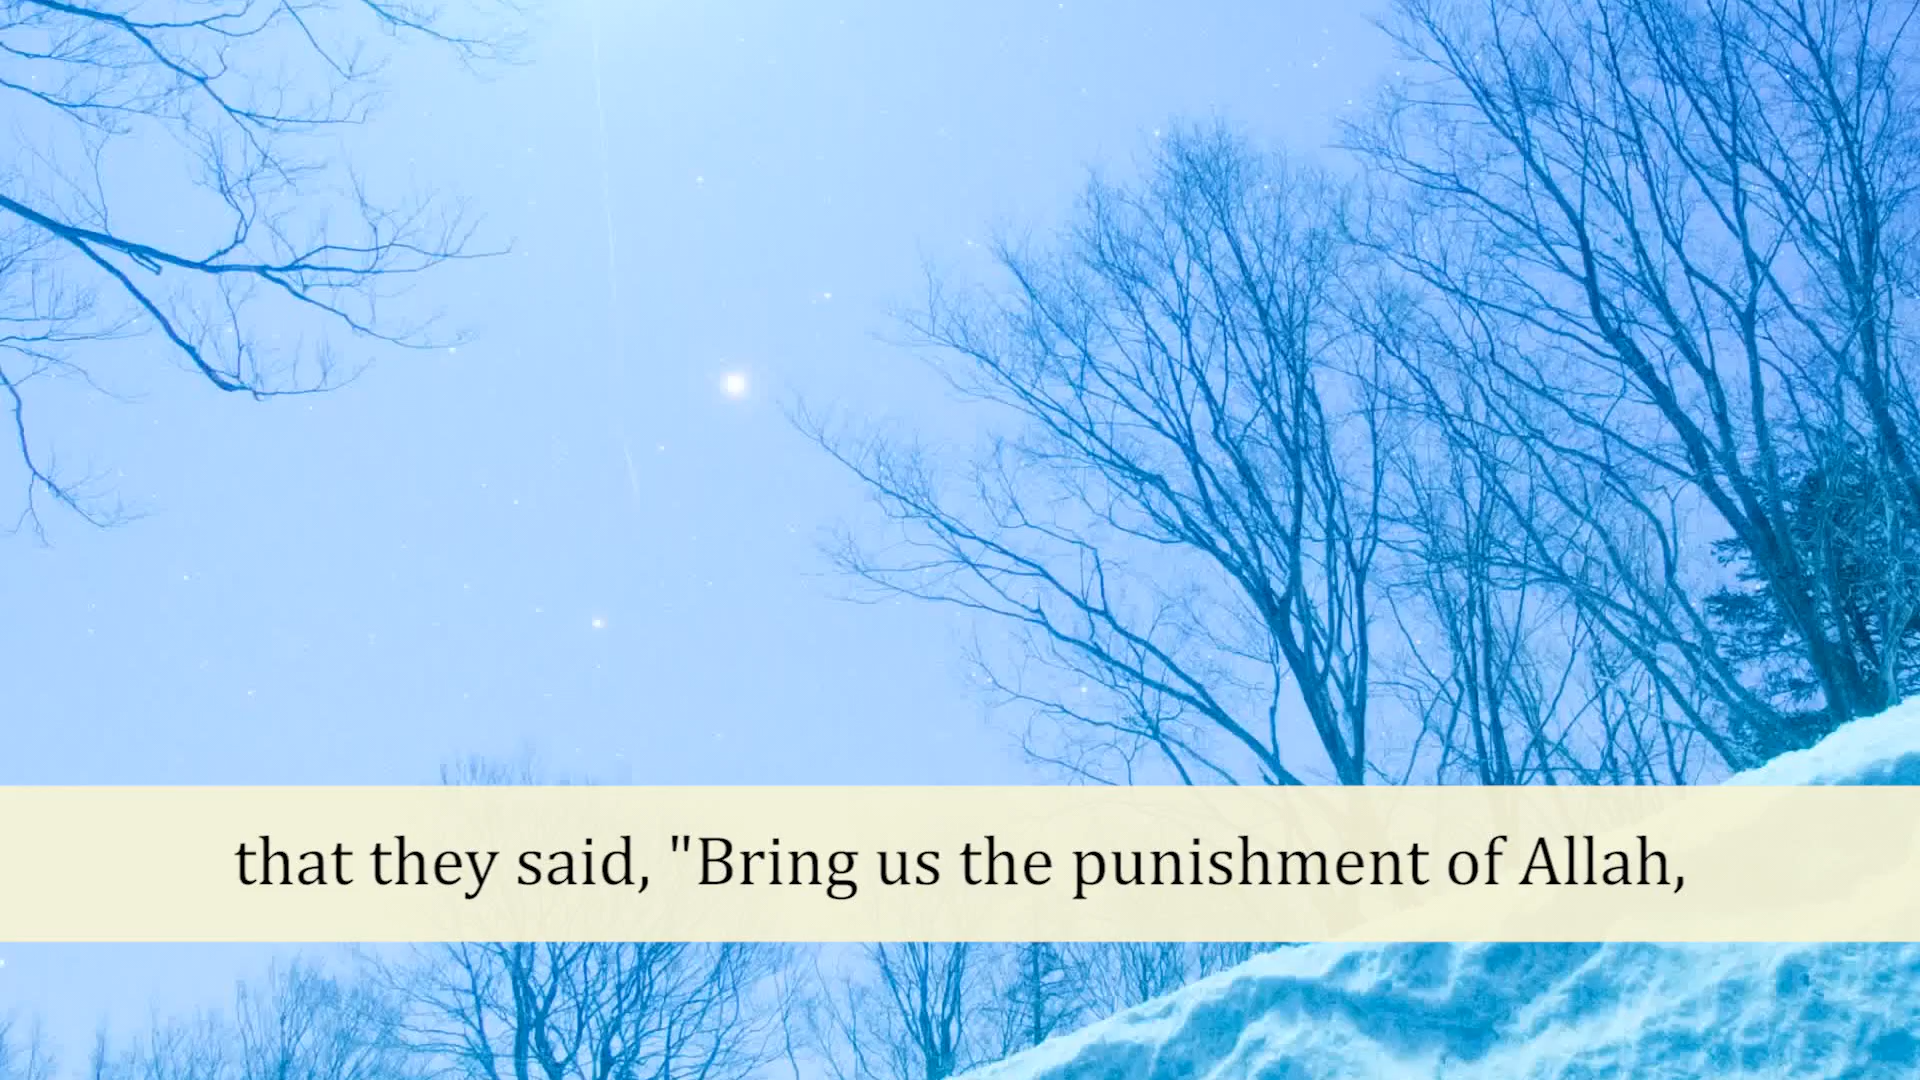 that they said, "Bring us the punishment of Allah,